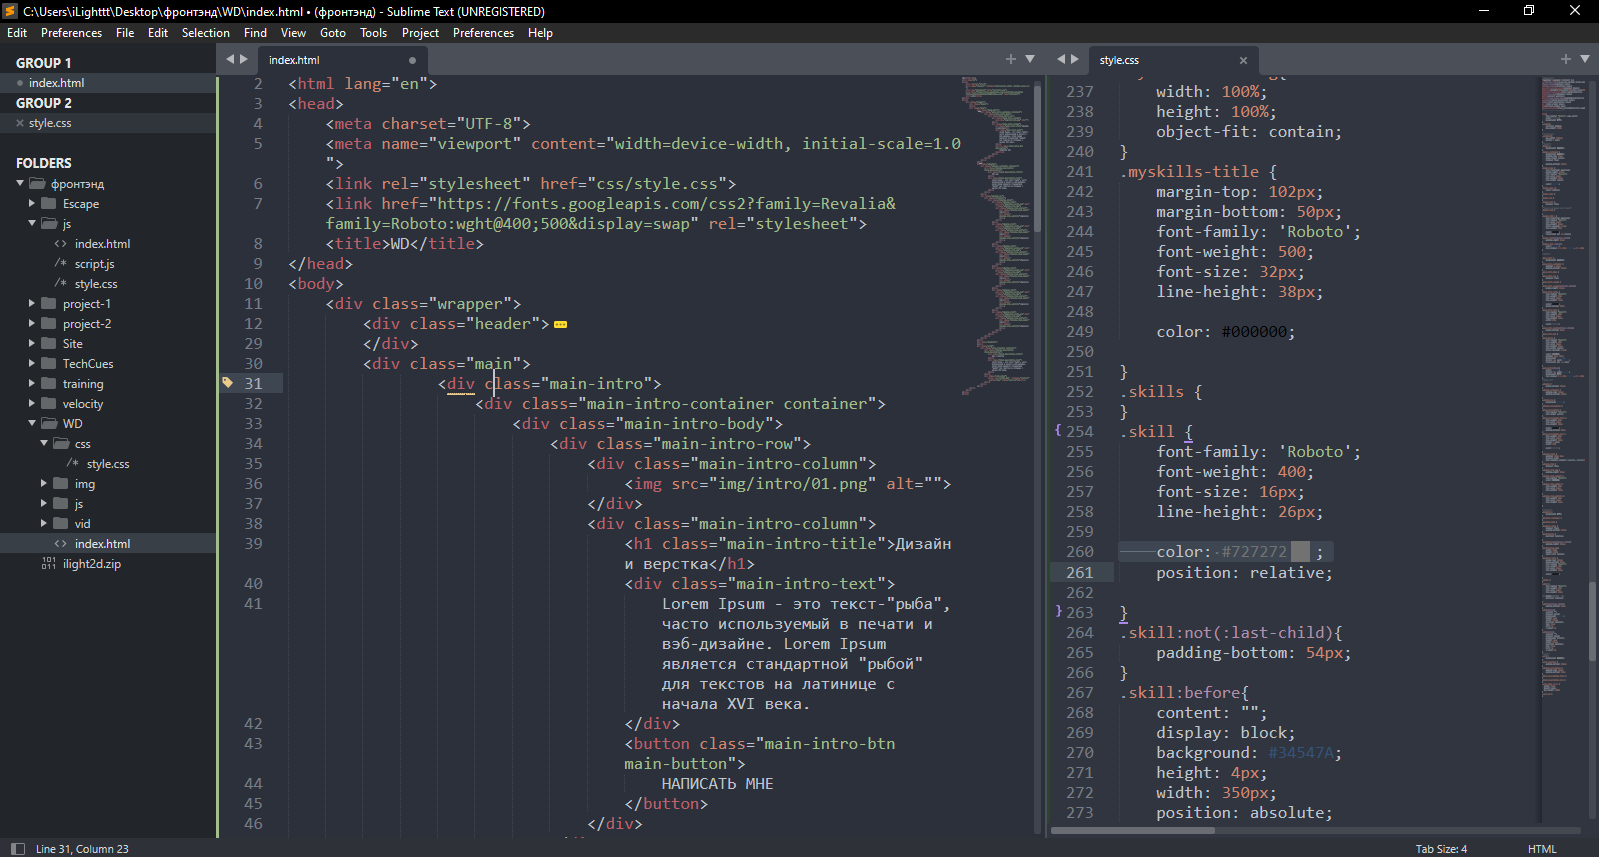 C:\Users\iLighttt\Desktop\фронтэнд\WD\index.html • (фронтэнд) - Sublime Text (UNREGISTERED)
Edit Preferences File Edit Selection Find View Goto Tools Project Preferences Help
GROUP 1
index.html
GROUP 2
style.css
FOLDERS
фронтэнд
Escape
js
index.html
script.js
style.css
project-1
project-2
Site
TechCues
training
velocity
WD
css
style.css
img
js
vid
index.html
ilight2d.zip
index.html
2 <html lang="en">
3 <head>
4 <meta charset="UTF-8">
5 <meta name="viewport" content="width=device-width, initial-scale=1.0
">
6 <link rel="stylesheet" href="css/style.css">
7 <link href="https://fonts.googleapis.com/css2?family=Revalia&
family=Roboto:wght@400;500&display=swap" rel="stylesheet">
8 <title>WD</title>
9 </head>
10 <body>
11 <div class="wrapper">
12 <div class="header">
29 </div>
30 <div class="main">
31 <div class="main-intro">
32 <div class="main-intro-container container">
33 <div class="main-intro-body">
34 <div class="main-intro-row">
35 <div class="main-intro-column">
36 <img src="img/intro/01.png" alt="">
37 </div>
38 <div class="main-intro-column">
39 <h1 class="main-intro-title">Дизайн
и верстка</h1>
40 <div class="main-intro-text">
41 Lorem Ipsum - это текст-"рыба",
часто используемый в печати и
вэб-дизайне. Lorem Ipsum
является стандартной "рыбой"
для текстов на латинице с
начала XVI века.
42 </div>
43 <button class="main-intro-btn
main-button">
44 НАПИСАТЬ МНЕ
45 </button>
46 </div>
style.css
237 width: 100%;
238 height: 100%;
239 object-fit: contain;
240 }
241 .myskills-title {
242 margin-top: 102px;
243 margin-bottom: 50px;
244 font-family: 'Roboto';
245 font-weight: 500;
246 font-size: 32px;
247 line-height: 38px;
248
249 color: #000000;
250
251 }
252 .skills {
253 }
254 .skill {
255 font-family: 'Roboto';
256 font-weight: 400;
257 font-size: 16px;
258 line-height: 26px;
259
260 color: #727272 ;
261 position: relative;
262
263 }
264 .skill:not(:last-child){
265 padding-bottom: 54px;
266 }
267 .skill:before{
268 content: "";
269 display: block;
270 background: #34547A;
271 height: 4px;
272 width: 350px;
273 position: absolute;
Line 31, Column 23
Tab Size: 4
HTML